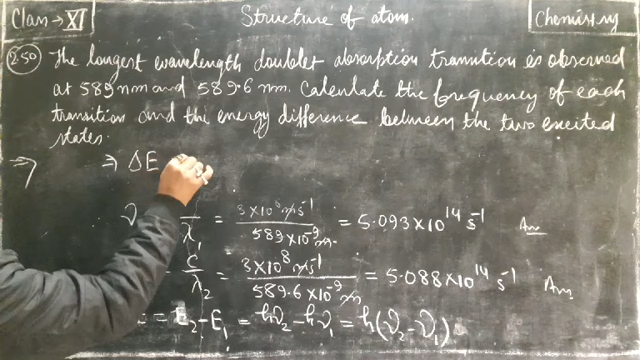 Class → XI
Structure of atom.
Chemistry
2.50 The longest wavelength doublet absorption transition is observed
at 589 nm and 589.6 nm. Calculate the frequency of each
transition and the energy difference between the two excited
states.
⇒ ⇒ ΔE
ν / λ₁ = 3×10⁸ ms⁻¹ / 589×10⁻⁹ m = 5.093×10¹⁴ s⁻¹ Ans
= c / λ₂ = 3×10⁸ ms⁻¹ / 589.6×10⁻⁹ m = 5.088×10¹⁴ s⁻¹ Ans
= E₂-E₁ = hν₂-hν₁ = h(ν₂-ν₁)